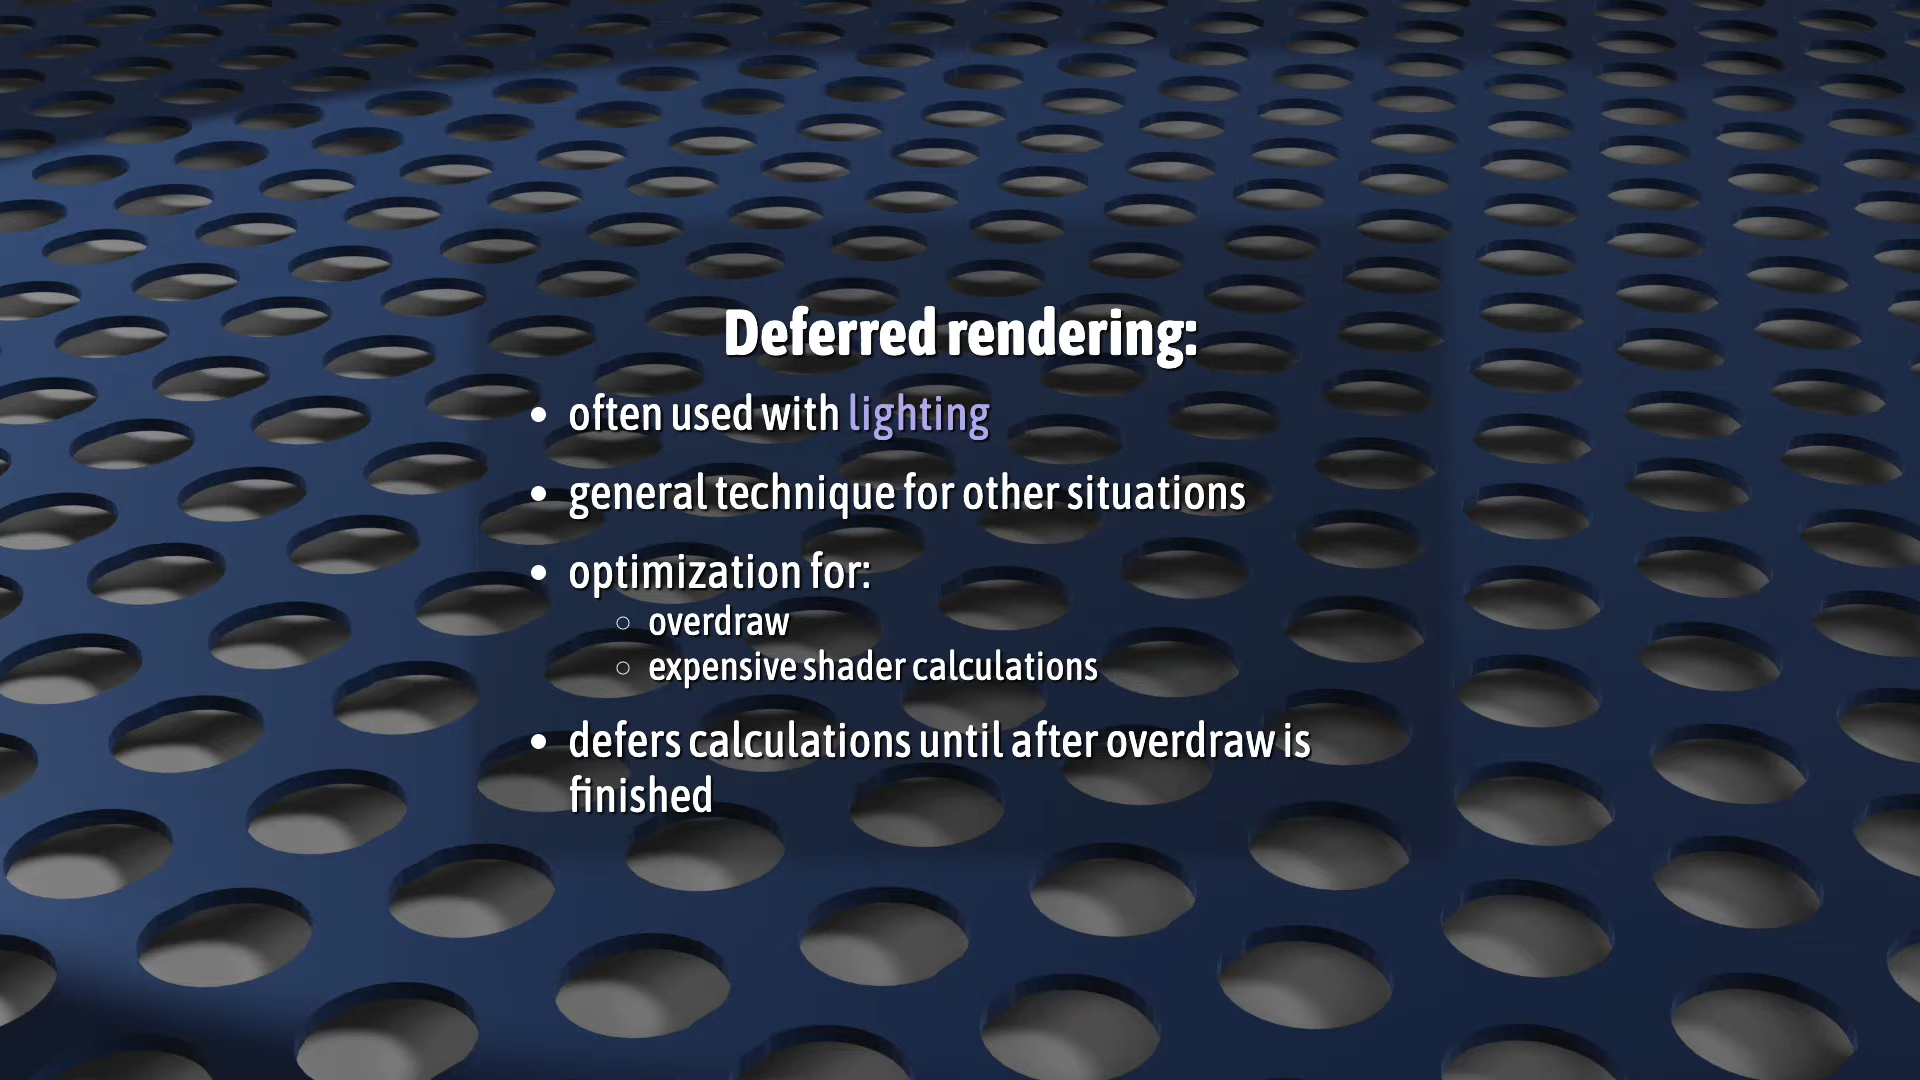 Deferred rendering:
• often used with lighting
• general technique for other situations
• optimization for:
○ overdraw
○ expensive shader calculations
• defers calculations until after overdraw is
finished